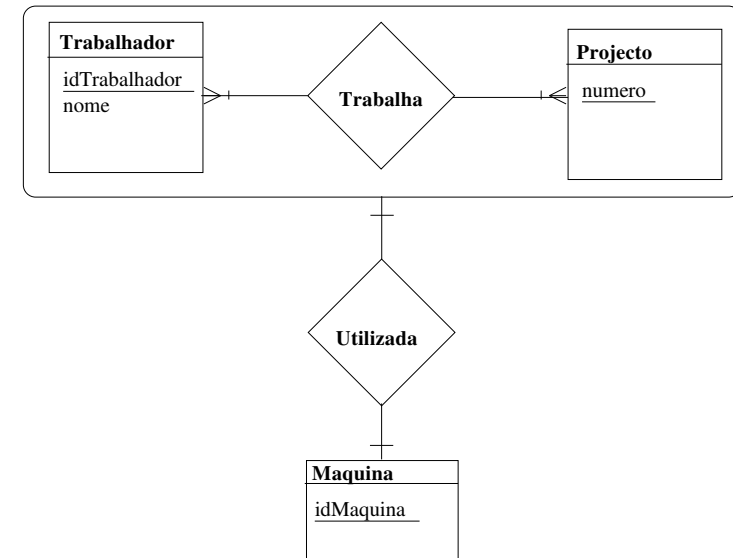 Trabalhador
idTrabalhador
nome
Trabalha
Projecto
numero
Utilizada
Maquina
idMaquina